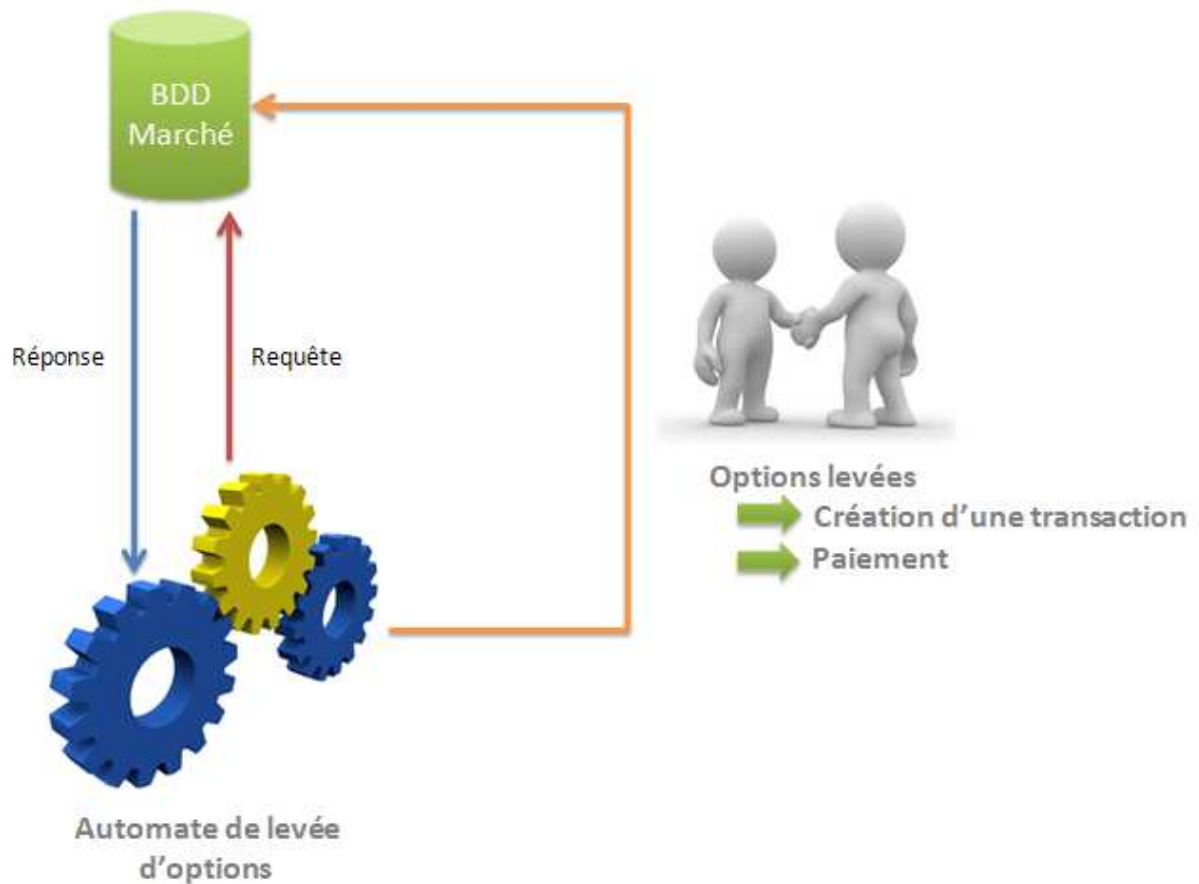 BDD
Marché
Réponse
Requête
Options levées
Création d'une transaction
Paiement
Automate de levée
d'options